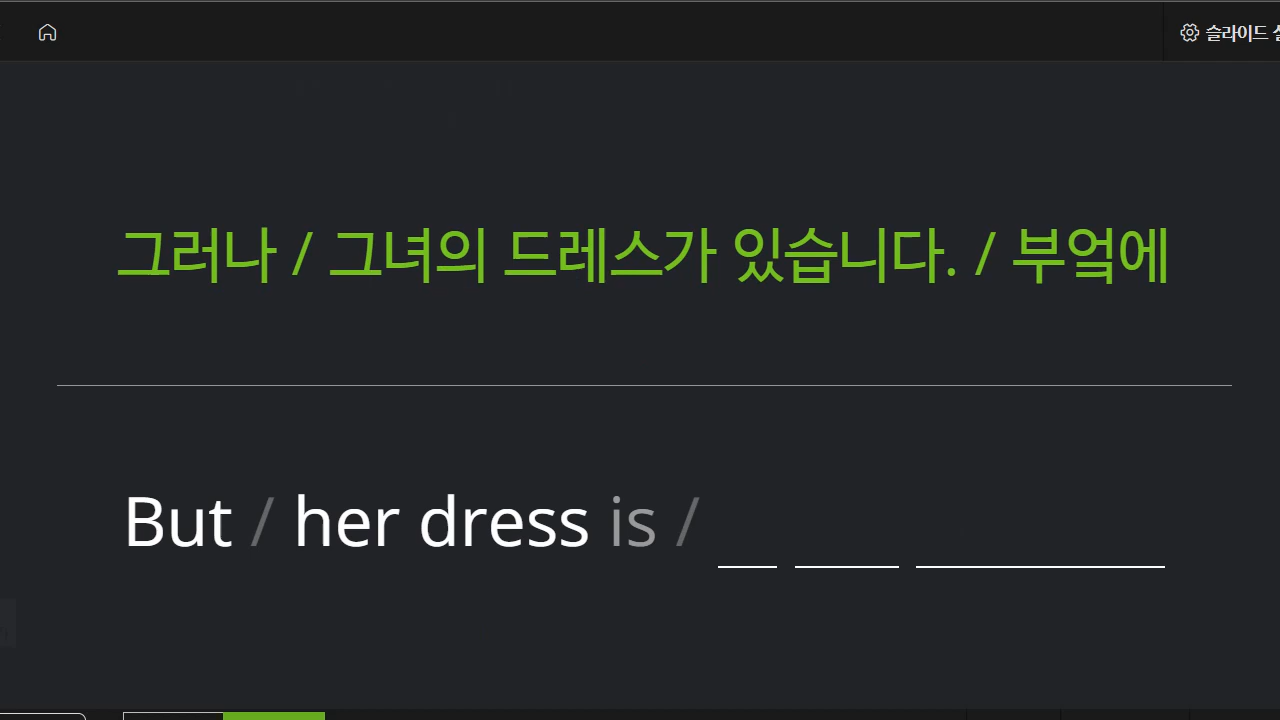 슬라이드
그러나 / 그녀의 드레스가 있습니다. / 부엌에
But / her dress is /